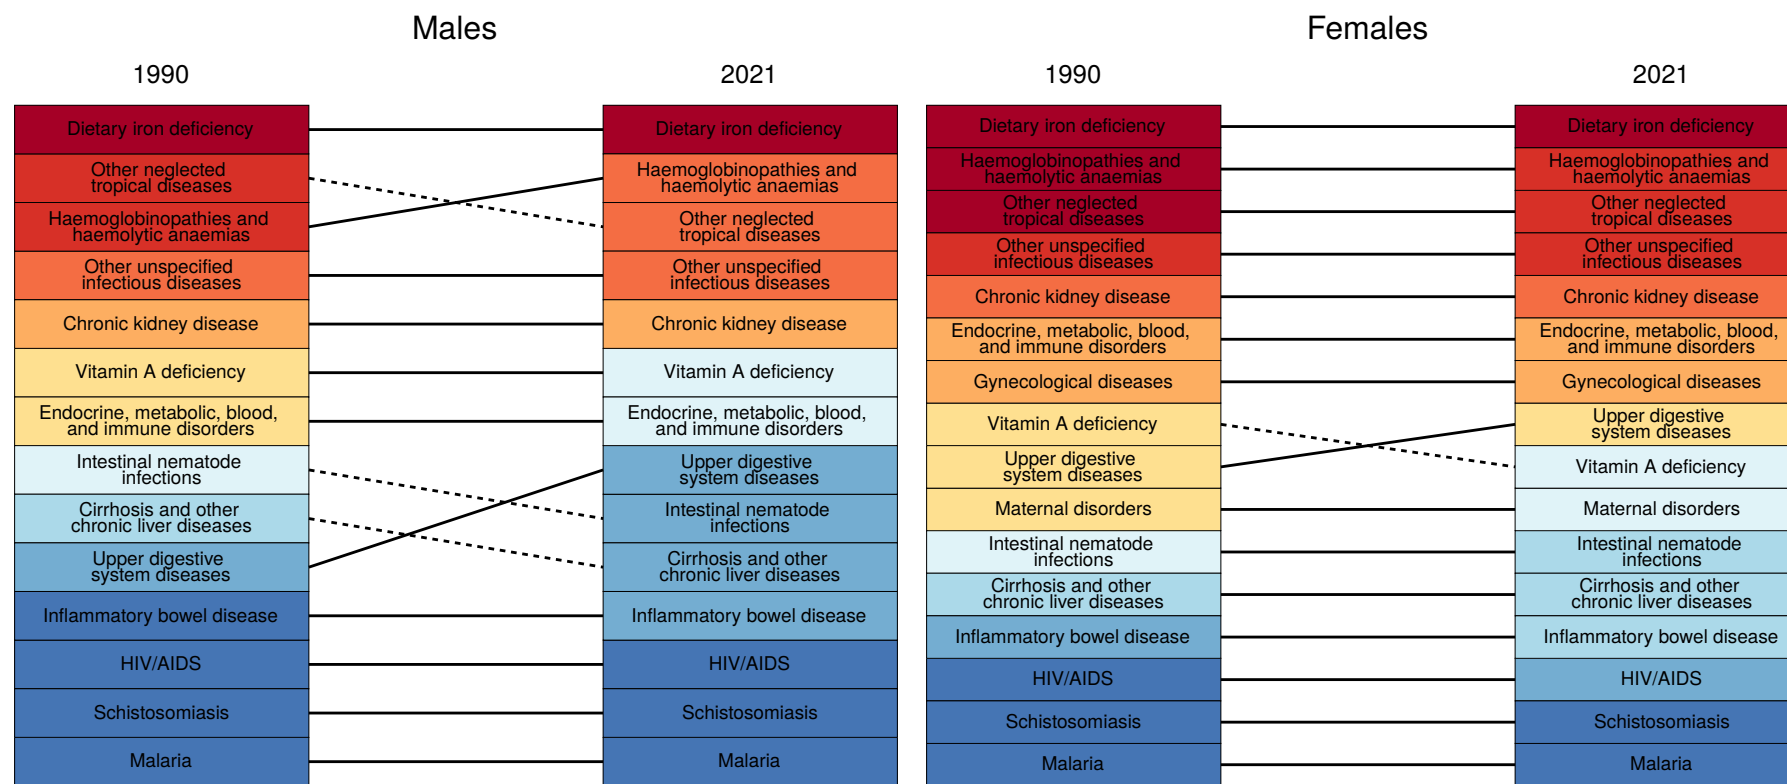 Males
1990
2021
Dietary iron deficiency
Other neglected
tropical diseases
Haemoglobinopathies and
haemolytic anaemias
Other unspecified
infectious diseases
Chronic kidney disease
Vitamin A deficiency
Endocrine, metabolic, blood,
and immune disorders
Intestinal nematode
infections
Cirrhosis and other
chronic liver diseases
Upper digestive
system diseases
Inflammatory bowel disease
HIV/AIDS
Schistosomiasis
Malaria
Dietary iron deficiency
Haemoglobinopathies and
haemolytic anaemias
Other neglected
tropical diseases
Other unspecified
infectious diseases
Chronic kidney disease
Vitamin A deficiency
Endocrine, metabolic, blood,
and immune disorders
Upper digestive
system diseases
Intestinal nematode
infections
Cirrhosis and other
chronic liver diseases
Inflammatory bowel disease
HIV/AIDS
Schistosomiasis
Malaria
Females
1990
2021
Dietary iron deficiency
Haemoglobinopathies and
haemolytic anaemias
Other neglected
tropical diseases
Other unspecified
infectious diseases
Chronic kidney disease
Endocrine, metabolic, blood,
and immune disorders
Gynecological diseases
Vitamin A deficiency
Upper digestive
system diseases
Maternal disorders
Intestinal nematode
infections
Cirrhosis and other
chronic liver diseases
Inflammatory bowel disease
HIV/AIDS
Schistosomiasis
Malaria
Dietary iron deficiency
Haemoglobinopathies and
haemolytic anaemias
Other neglected
tropical diseases
Other unspecified
infectious diseases
Chronic kidney disease
Endocrine, metabolic, blood,
and immune disorders
Gynecological diseases
Upper digestive
system diseases
Vitamin A deficiency
Maternal disorders
Intestinal nematode
infections
Cirrhosis and other
chronic liver diseases
Inflammatory bowel disease
HIV/AIDS
Schistosomiasis
Malaria